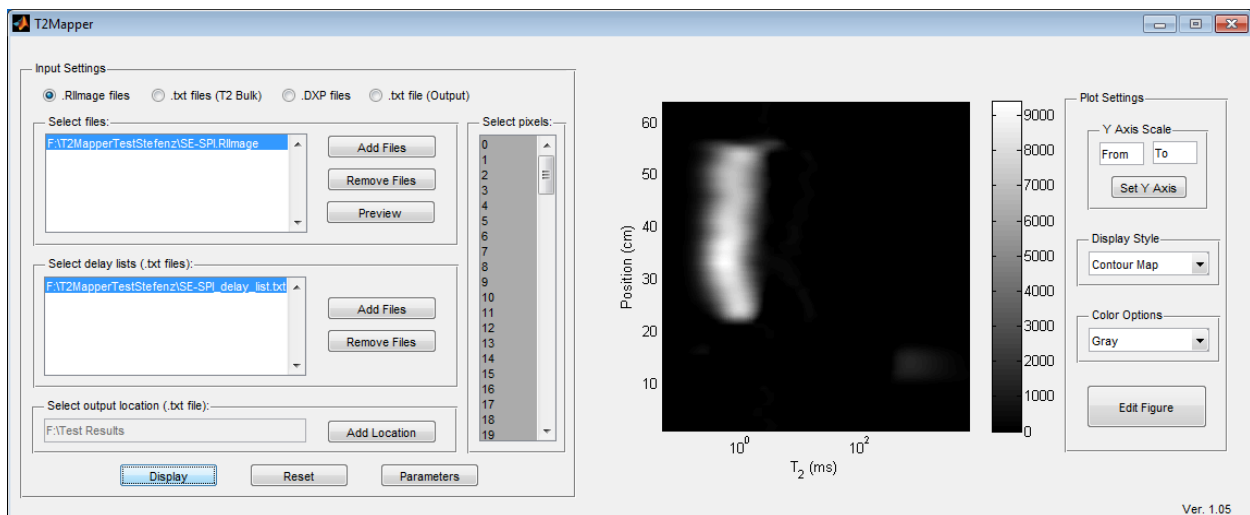 T2Mapper
Input Settings
.RIImage files
.txt files (T2 Bulk)
.DXP files
.txt file (Output)
Select files:
F:\T2MapperTestStefenz\SE-SPI.RIImage
Add Files
Remove Files
Preview
Select delay lists (.txt files):
F:\T2MapperTestStefenz\SE-SPI_delay_list.txt
Add Files
Remove Files
Select output location (.txt file):
F:\Test Results
Add Location
Display
Reset
Parameters
Select pixels:
0
1
2
3
4
5
6
7
8
9
10
11
12
13
14
15
16
17
18
19
Position (cm)
60
50
40
30
20
10
10^0
10^2
T_2 (ms)
9000
8000
7000
6000
5000
4000
3000
2000
1000
0
Plot Settings
Y Axis Scale
From
To
Set Y Axis
Display Style
Contour Map
Color Options
Gray
Edit Figure
Ver. 1.05